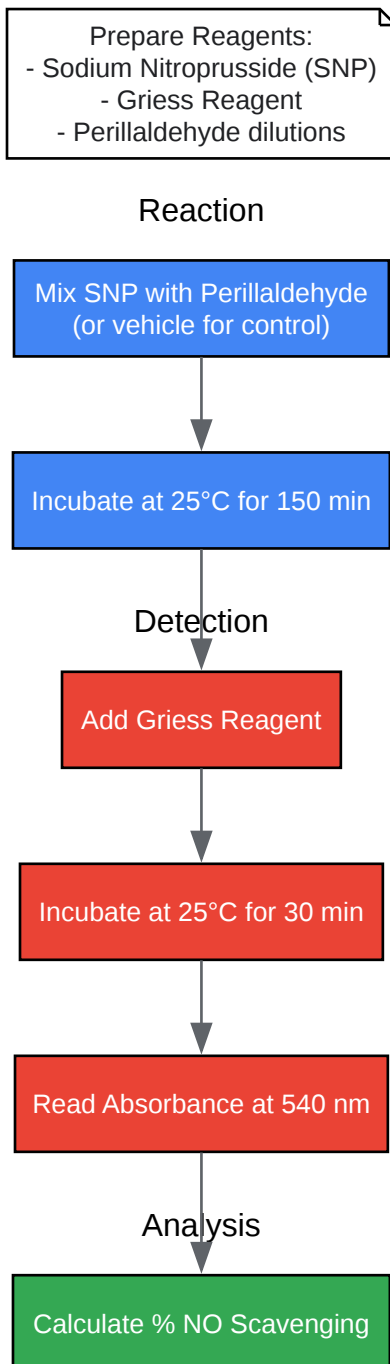 Prepare Reagents:
- Sodium Nitroprusside (SNP)
- Griess Reagent
- Perillaldehyde dilutions
Reaction
Mix SNP with Perillaldehyde
(or vehicle for control)
Incubate at 25°C for 150 min
Detection
Add Griess Reagent
Incubate at 25°C for 30 min
Read Absorbance at 540 nm
Analysis
Calculate % NO Scavenging